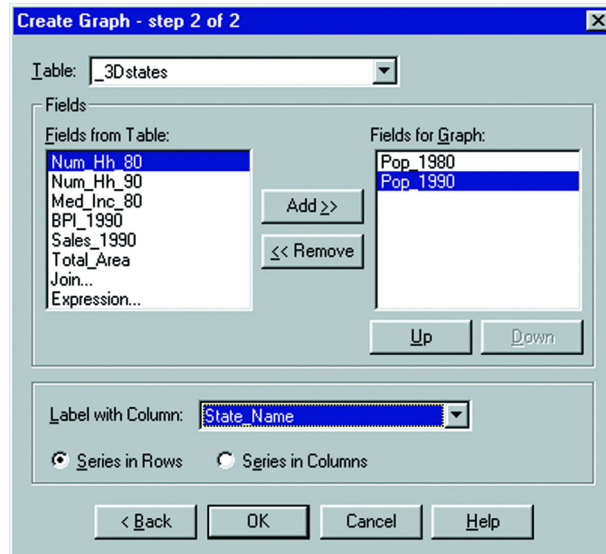 Create Graph - step 2 of 2
Table: _3Dstates
Fields
Fields from Table:
Num_Hh_80
Num_Hh_90
Med_Inc_80
BPI_1990
Sales_1990
Total_Area
Join...
Expression...
Add >>
<< Remove
Fields for Graph:
Pop_1980
Pop_1990
Up
Down
Label with Column: State_Name
Series in Rows
Series in Columns
< Back
OK
Cancel
Help